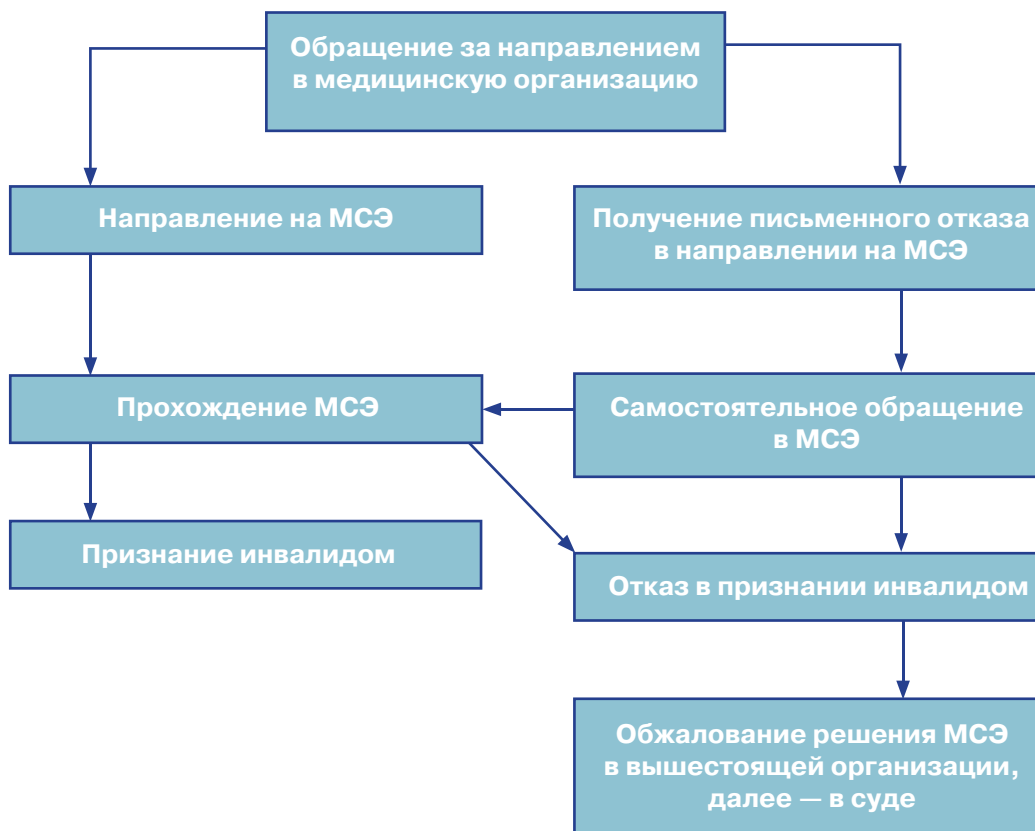 Обращение за направлением
в медицинскую организацию
Направление на МСЭ
Получение письменного отказа
в направлении на МСЭ
Прохождение МСЭ
Самостоятельное обращение
в МСЭ
Признание инвалидом
Отказ в признании инвалидом
Обжалование решения МСЭ
в вышестоящей организации,
далее — в суде